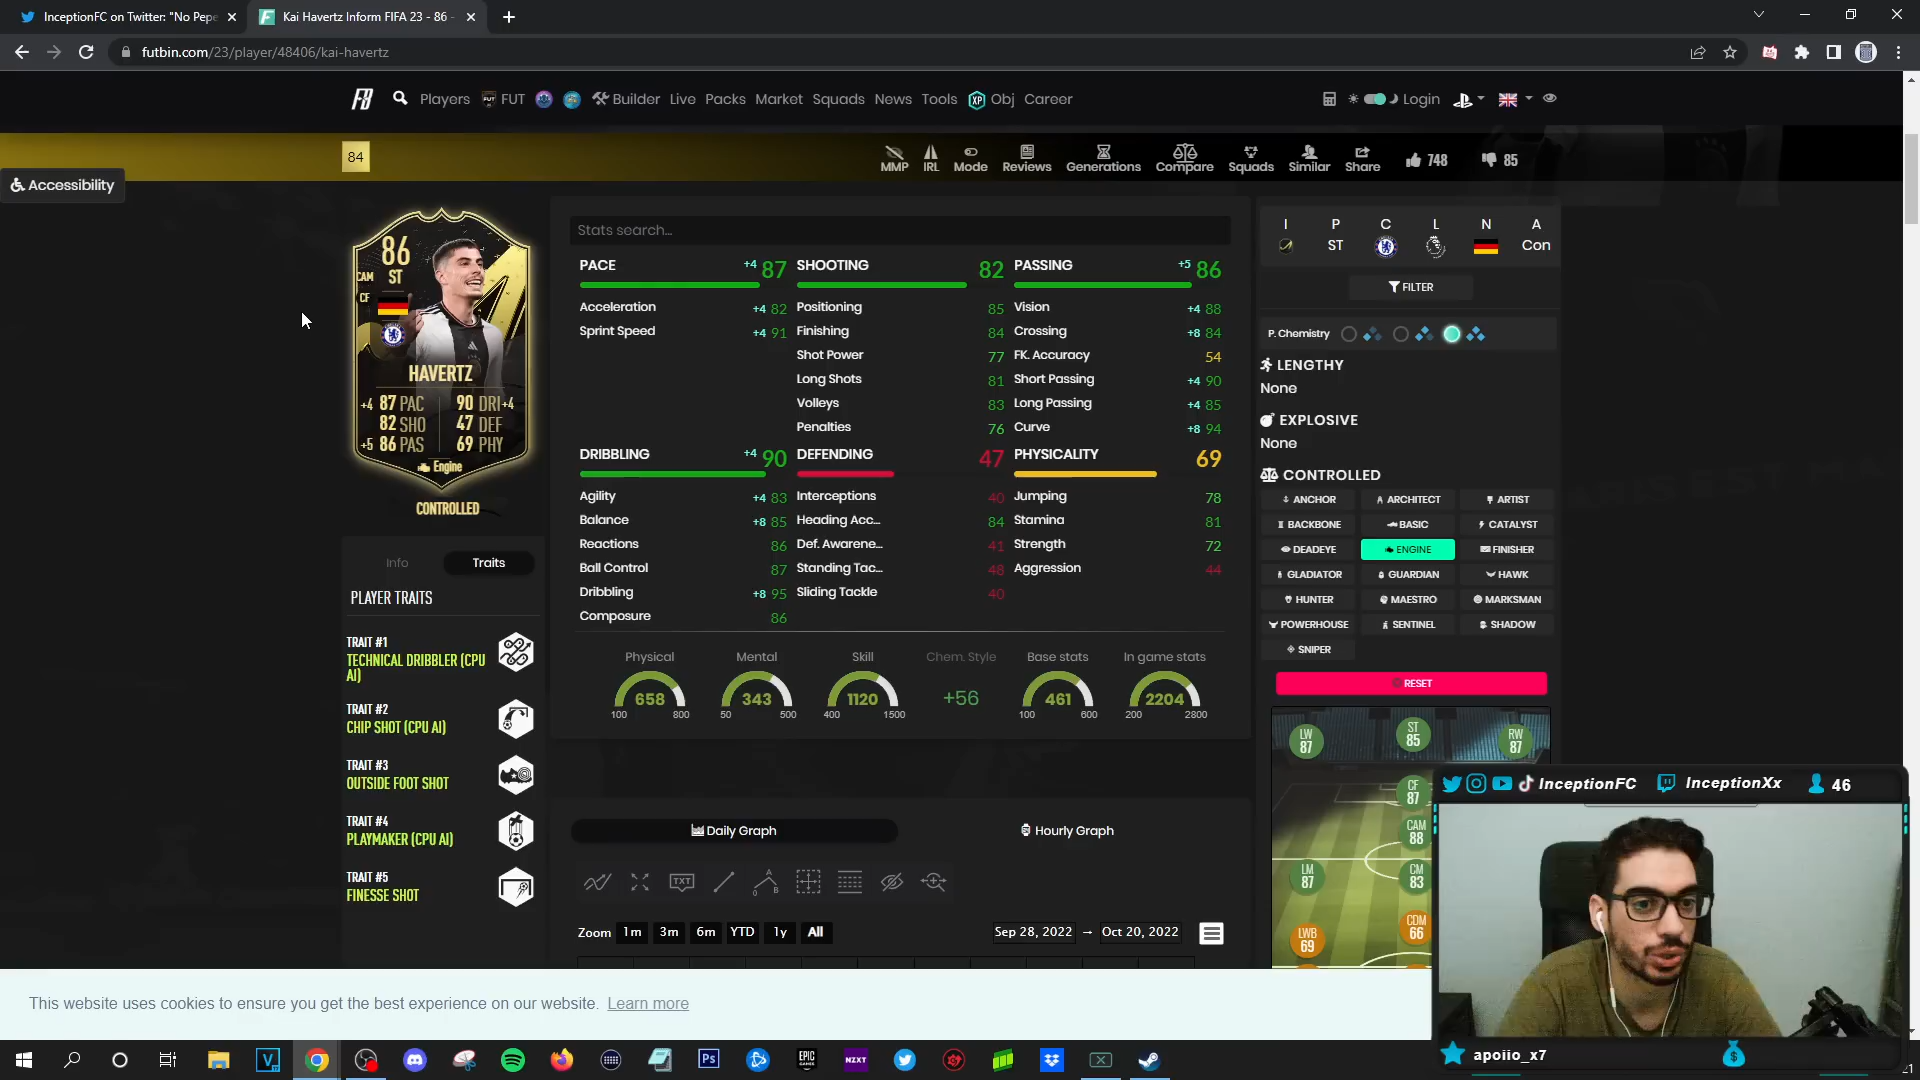 InceptionFC on Twitter: "No Pepe
Kai Havertz Inform FIFA 23 - 86 -
futbin.com/23/player/48406/kai-havertz
Players FUT Builder Live Packs Market Squads News Tools XP Obj Career
Login
84
MMP IRL Mode Reviews Generations Compare Squads Similar Share 748 85
Accessibility
86
ST
CAM
CF
HAVERTZ
+4 87 PAC 90 DRI+4
82 SHO 47 DEF
+5 86 PAS 69 PHY
Engine
CONTROLLED
Info Traits
PLAYER TRAITS
TRAIT #1
TECHNICAL DRIBBLER (CPU
AI)
TRAIT #2
CHIP SHOT (CPU AI)
TRAIT #3
OUTSIDE FOOT SHOT
TRAIT #4
PLAYMAKER (CPU AI)
TRAIT #5
FINESSE SHOT
Stats search...
PACE +4 87
Acceleration +4 82
Sprint Speed +4 91
SHOOTING 82
Positioning 85
Finishing 84
Shot Power 77
Long Shots 81
Volleys 83
Penalties 76
PASSING +5 86
Vision +4 88
Crossing +8 84
FK. Accuracy 54
Short Passing +4 90
Long Passing +4 85
Curve +8 94
DRIBBLING +4 90
Agility +4 83
Balance +8 85
Reactions 86
Ball Control 87
Dribbling +8 95
Composure 86
DEFENDING 47
Interceptions 40
Heading Acc... 84
Def. Awarene... 41
Standing Tac... 48
Sliding Tackle 40
PHYSICALITY 69
Jumping 78
Stamina 81
Strength 72
Aggression 44
Physical Mental Skill Chem. Style Base stats In game stats
658 343 1120 +56 461 2204
100 800 50 500 400 1500 100 600 200 2800
Daily Graph Hourly Graph
TXT
Zoom 1m 3m 6m YTD 1y All Sep 28, 2022 → Oct 20, 2022
I P C L N A
ST Con
FILTER
P. Chemistry
LENGTHY
None
EXPLOSIVE
None
CONTROLLED
ANCHOR ARCHITECT ARTIST
BACKBONE BASIC CATALYST
DEADEYE ENGINE FINISHER
GLADIATOR GUARDIAN HAWK
HUNTER MAESTRO MARKSMAN
POWERHOUSE SENTINEL SHADOW
SNIPER
RESET
LW
87
ST
85
RW
87
CF
87
CAM
88
LM
87
CM
83
CDM
66
LWB
69
InceptionFC InceptionXx 46
This website uses cookies to ensure you get the best experience on our website. Learn more
apoiio_x7
V Ps EPIC GAMES NZXT
21